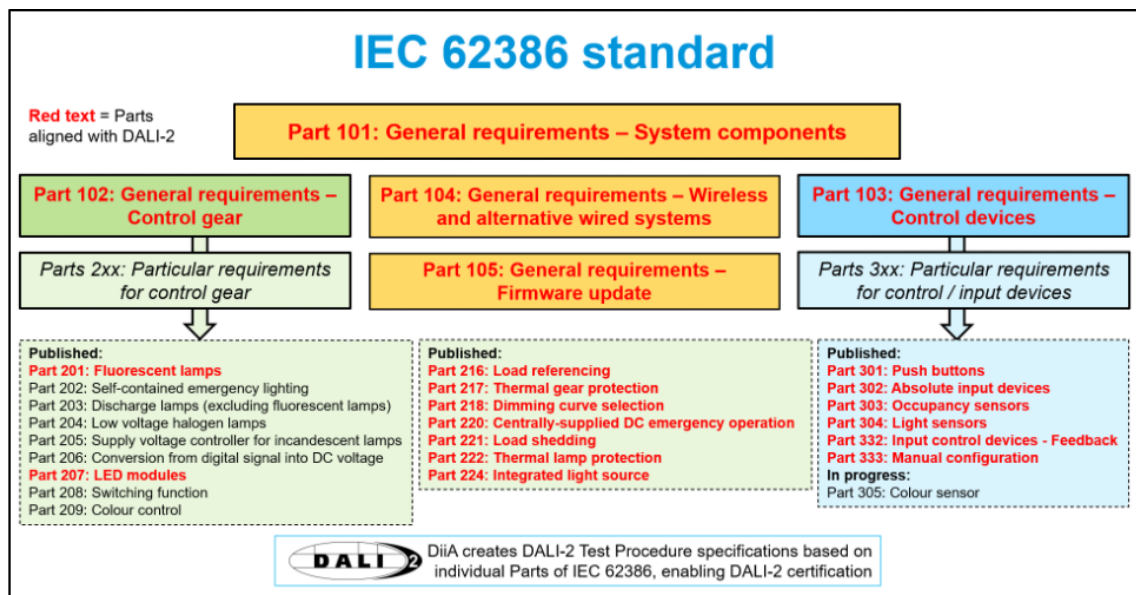 IEC 62386 standard
Red text = Parts
aligned with DALI-2
Part 101: General requirements – System components
Part 102: General requirements –
Control gear
Part 104: General requirements – Wireless
and alternative wired systems
Part 103: General requirements –
Control devices
Parts 2xx: Particular requirements
for control gear
Part 105: General requirements –
Firmware update
Parts 3xx: Particular requirements
for control / input devices
Published:
Part 201: Fluorescent lamps
Part 202: Self-contained emergency lighting
Part 203: Discharge lamps (excluding fluorescent lamps)
Part 204: Low voltage halogen lamps
Part 205: Supply voltage controller for incandescent lamps
Part 206: Conversion from digital signal into DC voltage
Part 207: LED modules
Part 208: Switching function
Part 209: Colour control
Published:
Part 216: Load referencing
Part 217: Thermal gear protection
Part 218: Dimming curve selection
Part 220: Centrally-supplied DC emergency operation
Part 221: Load shedding
Part 222: Thermal lamp protection
Part 224: Integrated light source
Published:
Part 301: Push buttons
Part 302: Absolute input devices
Part 303: Occupancy sensors
Part 304: Light sensors
Part 332: Input control devices - Feedback
Part 333: Manual configuration
In progress:
Part 305: Colour sensor
DALI 2
DiiA creates DALI-2 Test Procedure specifications based on
individual Parts of IEC 62386, enabling DALI-2 certification